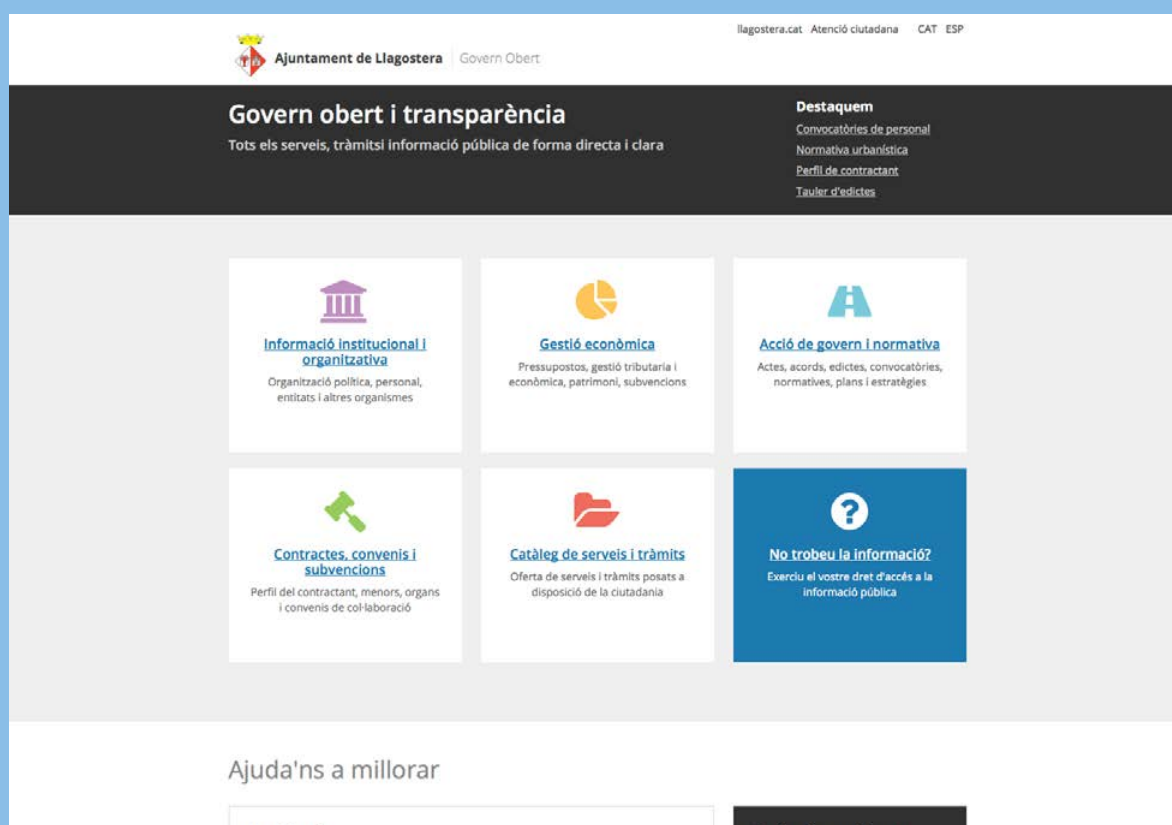 llagostera.cat Atenció ciutadana CAT ESP
Ajuntament de Llagostera Govern Obert
Govern obert i transparència
Tots els serveis, tràmitsi informació pública de forma directa i clara
Destaquem
Convocatòries de personal
Normativa urbanística
Perfil de contractant
Tauler d'edictes
Informació institucional i
organitzativa
Organització política, personal,
entitats i altres organismes
Gestió econòmica
Pressupostos, gestió tributaria i
econòmica, patrimoni, subvencions
Acció de govern i normativa
Actes, acords, edictes, convocatòries,
normatives, plans i estratègies
Contractes, convenis i
subvencions
Perfil del contractant, menors, organs
i convenis de col·laboració
Catàleg de serveis i tràmits
Oferta de serveis i tràmits posats a
disposició de la ciutadania
No trobeu la informació?
Exerciu el vostre dret d'accés a la
informació pública
Ajuda'ns a millorar